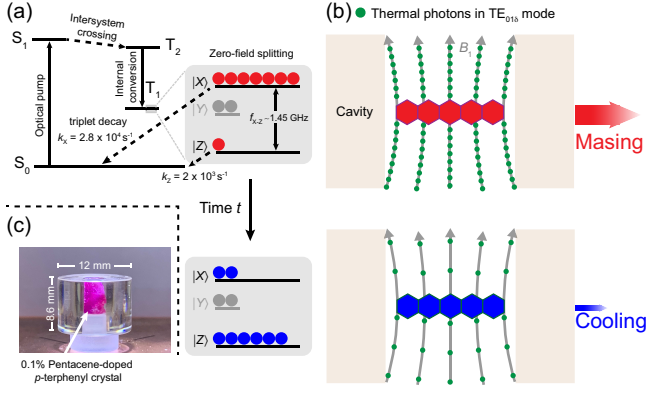 (a)
Intersystem
crossing
S1
T2
Internal
conversion
T1
Optical pump
triplet decay
kX = 2.8 x 10⁴ s⁻¹
S0
kZ = 2 x 10³ s⁻¹
Zero-field splitting
|X⟩
|Y⟩
fX-Z ~1.45 GHz
|Z⟩
Time t
|X⟩
|Y⟩
|Z⟩
(c)
12 mm
8.6 mm
0.1% Pentacene-doped
p-terphenyl crystal
(b)
Thermal photons in TE01δ mode
B1
Cavity
Masing
Cooling